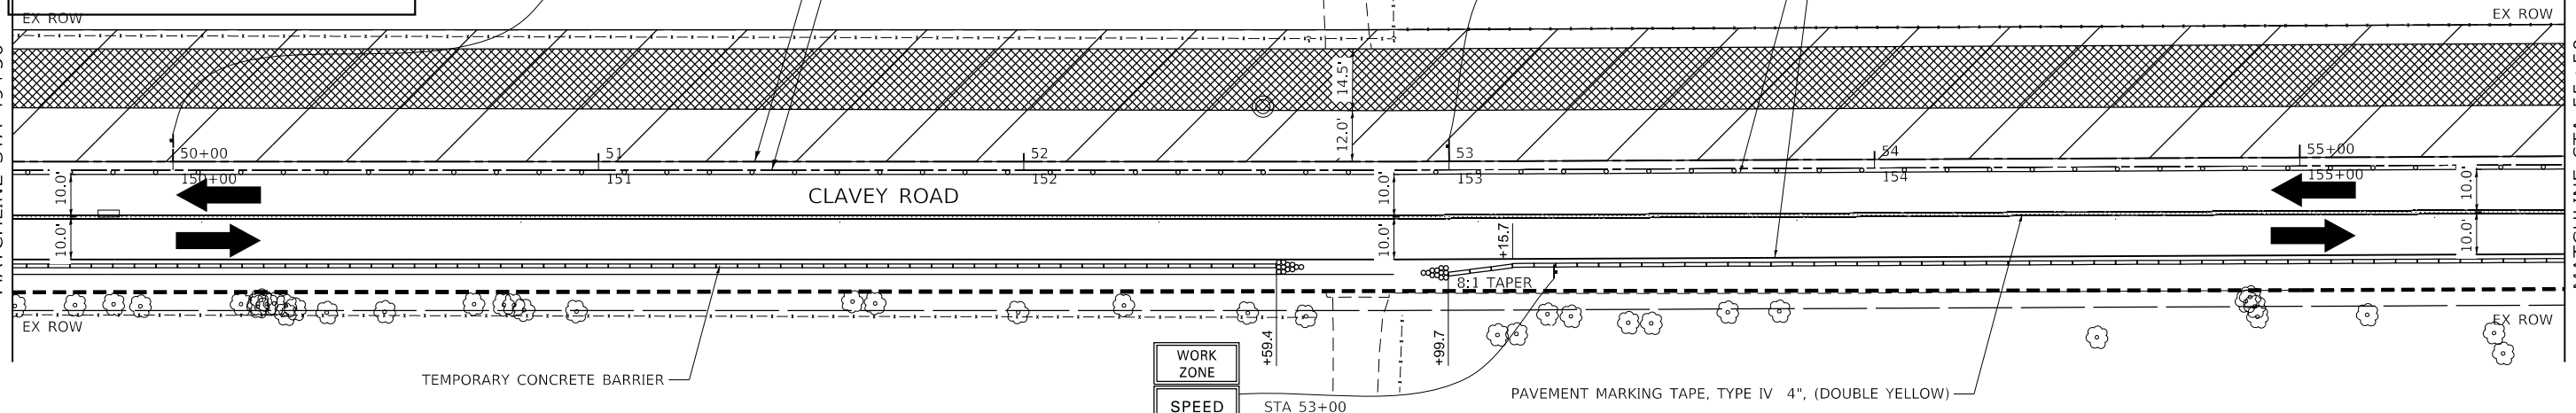 EX ROW
EX ROW
14.5'
12.0'
50+00
51
52
53
54
55+00
150+00
151
152
153
154
155+00
10.0'
10.0'
10.0'
CLAVEY ROAD
10.0'
10.0'
10.0'
+15.7
8:1 TAPER
EX ROW
EX ROW
+59.4
+99.7
WORK
ZONE
SPEED
STA 53+00
TEMPORARY CONCRETE BARRIER
PAVEMENT MARKING TAPE, TYPE IV 4", (DOUBLE YELLOW)